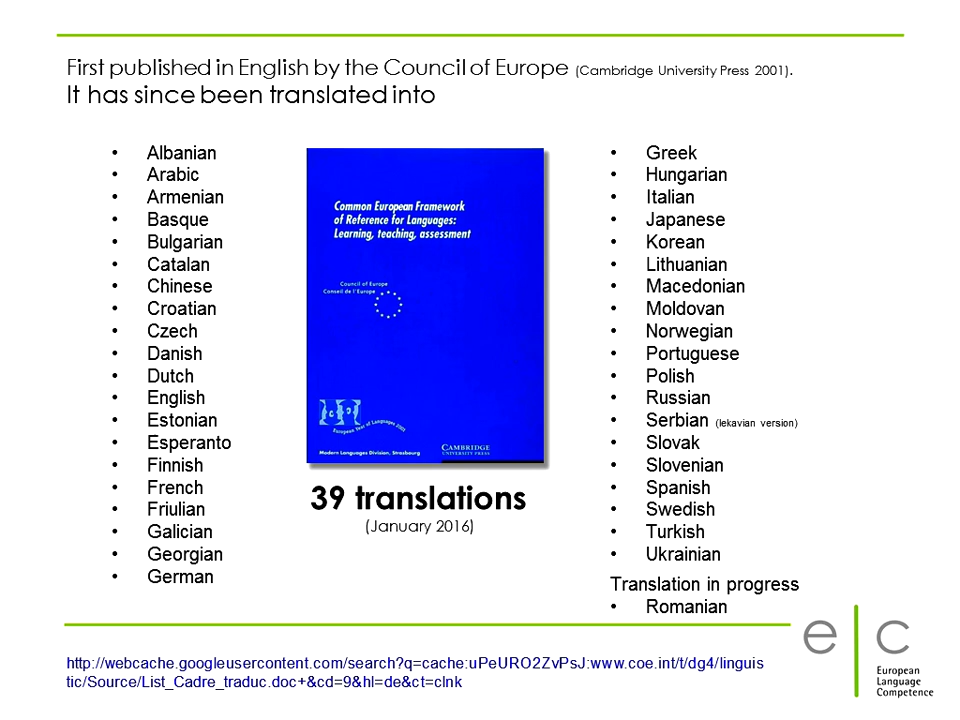 First published in English by the Council of Europe (Cambridge University Press 2001).
It has since been translated into
• Albanian
• Arabic
• Armenian
• Basque
• Bulgarian
• Catalan
• Chinese
• Croatian
• Czech
• Danish
• Dutch
• English
• Estonian
• Esperanto
• Finnish
• French
• Friulian
• Galician
• Georgian
• German
Common European Framework
of Reference for Languages:
Learning, teaching, assessment
Council of Europe
Conseil de l'Europe
European Year of Languages 2001
Modern Languages Division, Strasbourg
CAMBRIDGE
UNIVERSITY PRESS
39 translations
(January 2016)
• Greek
• Hungarian
• Italian
• Japanese
• Korean
• Lithuanian
• Macedonian
• Moldovan
• Norwegian
• Portuguese
• Polish
• Russian
• Serbian (Iekavian version)
• Slovak
• Slovenian
• Spanish
• Swedish
• Turkish
• Ukrainian
Translation in progress
• Romanian
http://webcache.googleusercontent.com/search?q=cache:uPeURO2ZvPsJ:www.coe.int/t/dg4/linguis
tic/Source/List_Cadre_traduc.doc+&cd=9&hl=de&ct=clnk
e c
European
Language
Competence